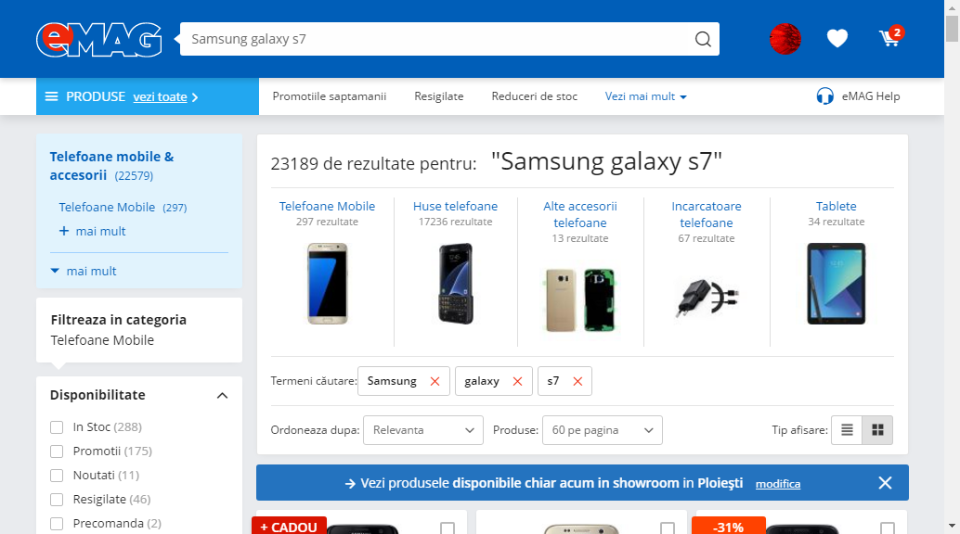 eMAG
Samsung galaxy s7
2
PRODUSE vezi toate
Promotiile saptamanii
Resigilate
Reduceri de stoc
Vezi mai mult
eMAG Help
Telefoane mobile &
accesorii (22579)
Telefoane Mobile (297)
+ mai mult
mai mult
Filtreaza in categoria
Telefoane Mobile
Disponibilitate
In Stoc (288)
Promotii (175)
Noutati (11)
Resigilate (46)
Precomanda (2)
23189 de rezultate pentru: "Samsung galaxy s7"
Telefoane Mobile
297 rezultate
Huse telefoane
17236 rezultate
Alte accesorii
telefoane
13 rezultate
Incarcatoare
telefoane
67 rezultate
Tablete
34 rezultate
Termeni căutare: Samsung galaxy s7
Ordoneaza dupa: Relevanta Produse: 60 pe pagina Tip afisare:
→ Vezi produsele disponibile chiar acum in showroom in Ploiești modifica
+ CADOU
-31%